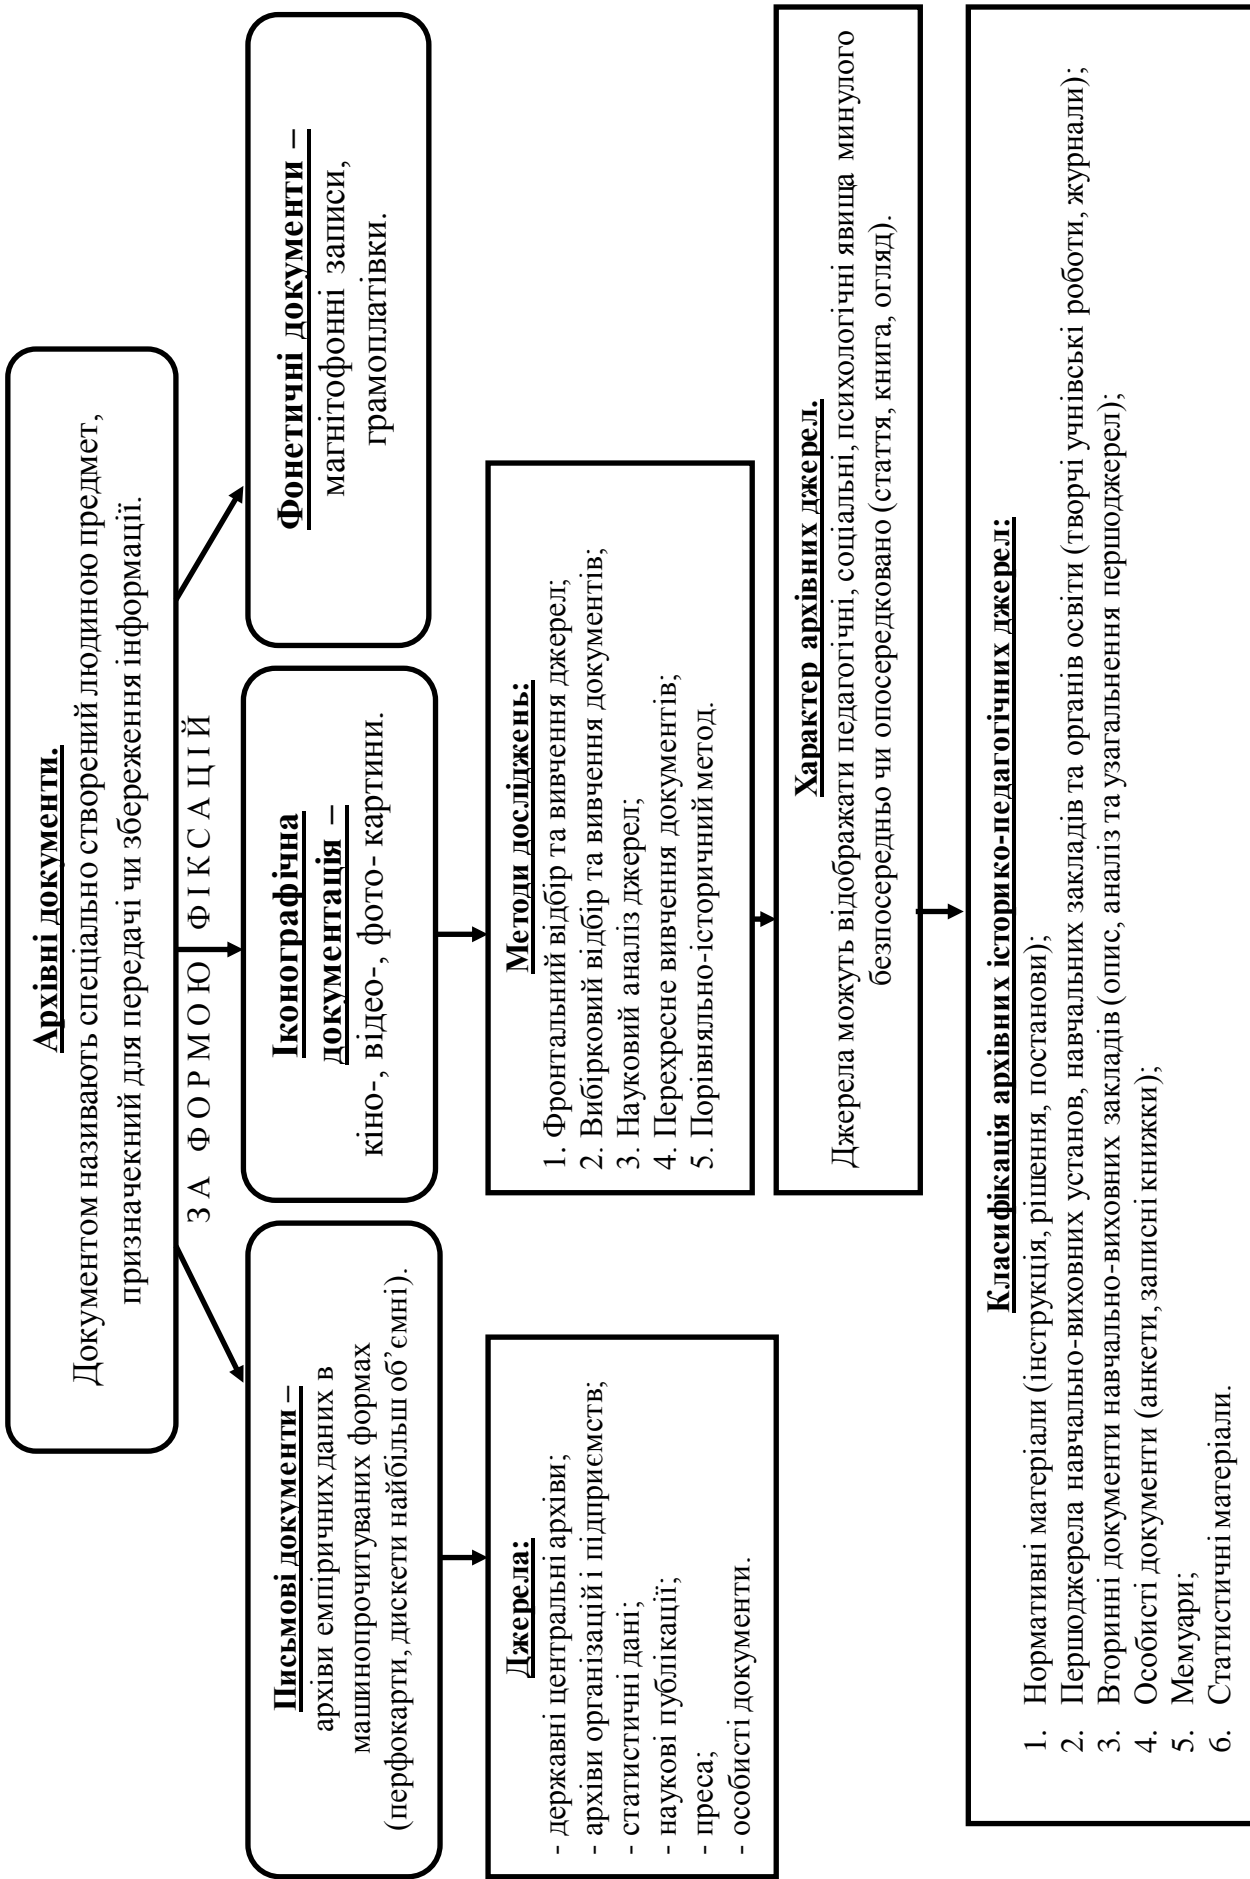 Архівні документи.
Документом називають спеціально створений людиною предмет,
призначекний для передачі чи збереження інформації.
ЗА ФОРМОЮ ФІКСАЦІЙ
Письмові документи –
архіви емпіричних даних в
машинопрочитуваних формах
(перфокарти, дискети найбільш об’ємні).
Іконографічна
документація –
кіно-, відео-, фото- картини.
Фонетичні документи –
магнітофонні записи,
грамоплатівки.
Джерела:
- державні центральні архіви;
- архіви організацій і підприємств;
- статистичні дані;
- наукові публікації;
- преса;
- особисті документи.
Методи досліджень:
1. Фронтальний відбір та вивчення джерел;
2. Вибірковий відбір та вивчення документів;
3. Науковий аналіз джерел;
4. Перехресне вивчення документів;
5. Порівняльно-історичний метод.
Характер архівних джерел.
Джерела можуть відображати педагогічні, соціальні, психологічні явища минулого
безпосередньо чи опосередковано (стаття, книга, огляд).
Класифікація архівних історико-педагогічних джерел:
1. Нормативні матеріали (інструкція, рішення, постанови);
2. Першоджерела навчально-виховних установ, навчальних закладів та органів освіти (творчі учнівські роботи, журнали);
3. Вторинні документи навчально-виховних закладів (опис, аналіз та узагальнення першоджерел);
4. Особисті документи (анкети, записні книжки);
5. Мемуари;
6. Статистичні матеріали.